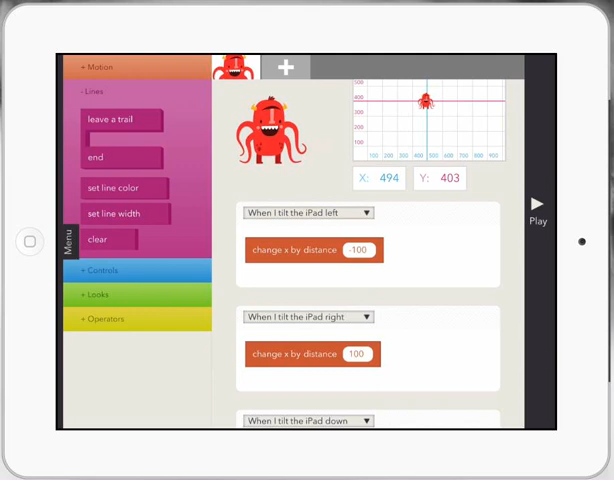 + Motion
- Lines
leave a trail
end
set line color
set line width
clear
Menu
+ Controls
+ Looks
+ Operators
+
500
400
300
200
100
100 200 300 400 500 600 700 800 900
X: 494 Y: 403
When I tilt the iPad left ▼
change x by distance -100
When I tilt the iPad right ▼
change x by distance 100
When I tilt the iPad down ▼
Play